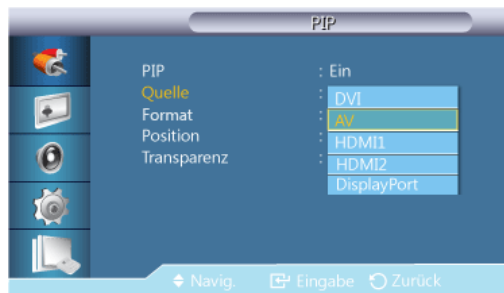 PIP
PIP : Ein
Quelle : DVI
Format : AV
Position : HDMI1
Transparenz : HDMI2
DisplayPort
Navig. Eingabe Zurück